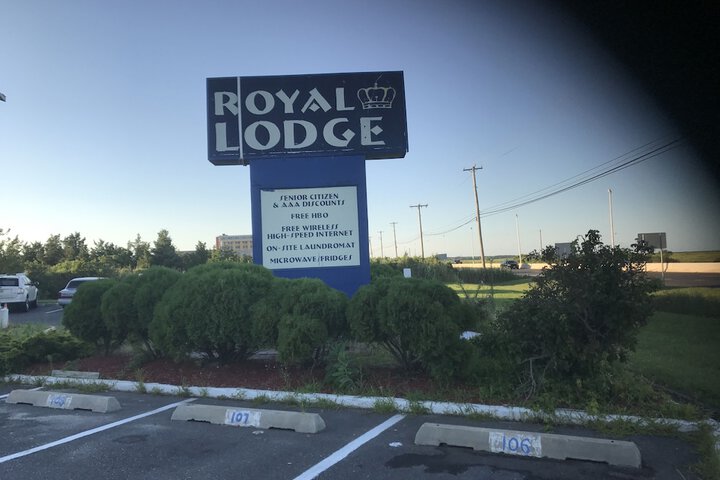 ROYAL
LODGE
SENIOR CITIZEN
& AAA DISCOUNTS
FREE HBO
FREE WIRELESS
HIGH-SPEED INTERNET
ON-SITE LAUNDROMAT
MICROWAVE/FRIDGES
108
107
106